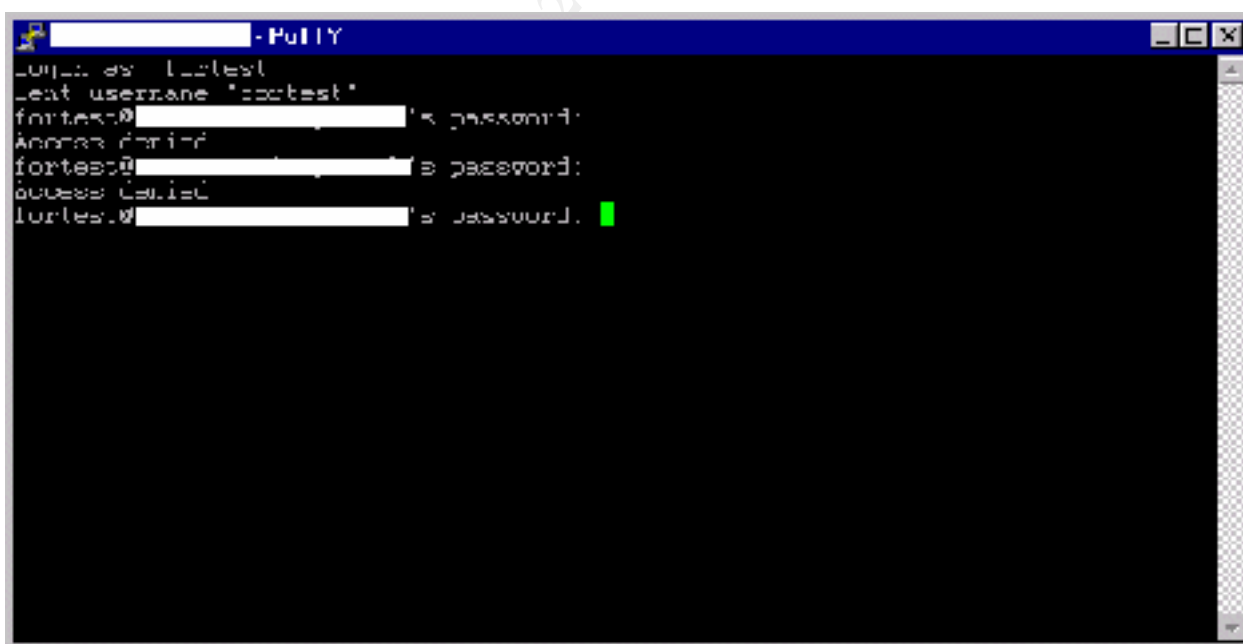 - PuTTY
login as: fortest
Sent username "fortest"
fortest@ 's password:
Access denied
fortest@ 's password:
Access denied
fortest@ 's password: